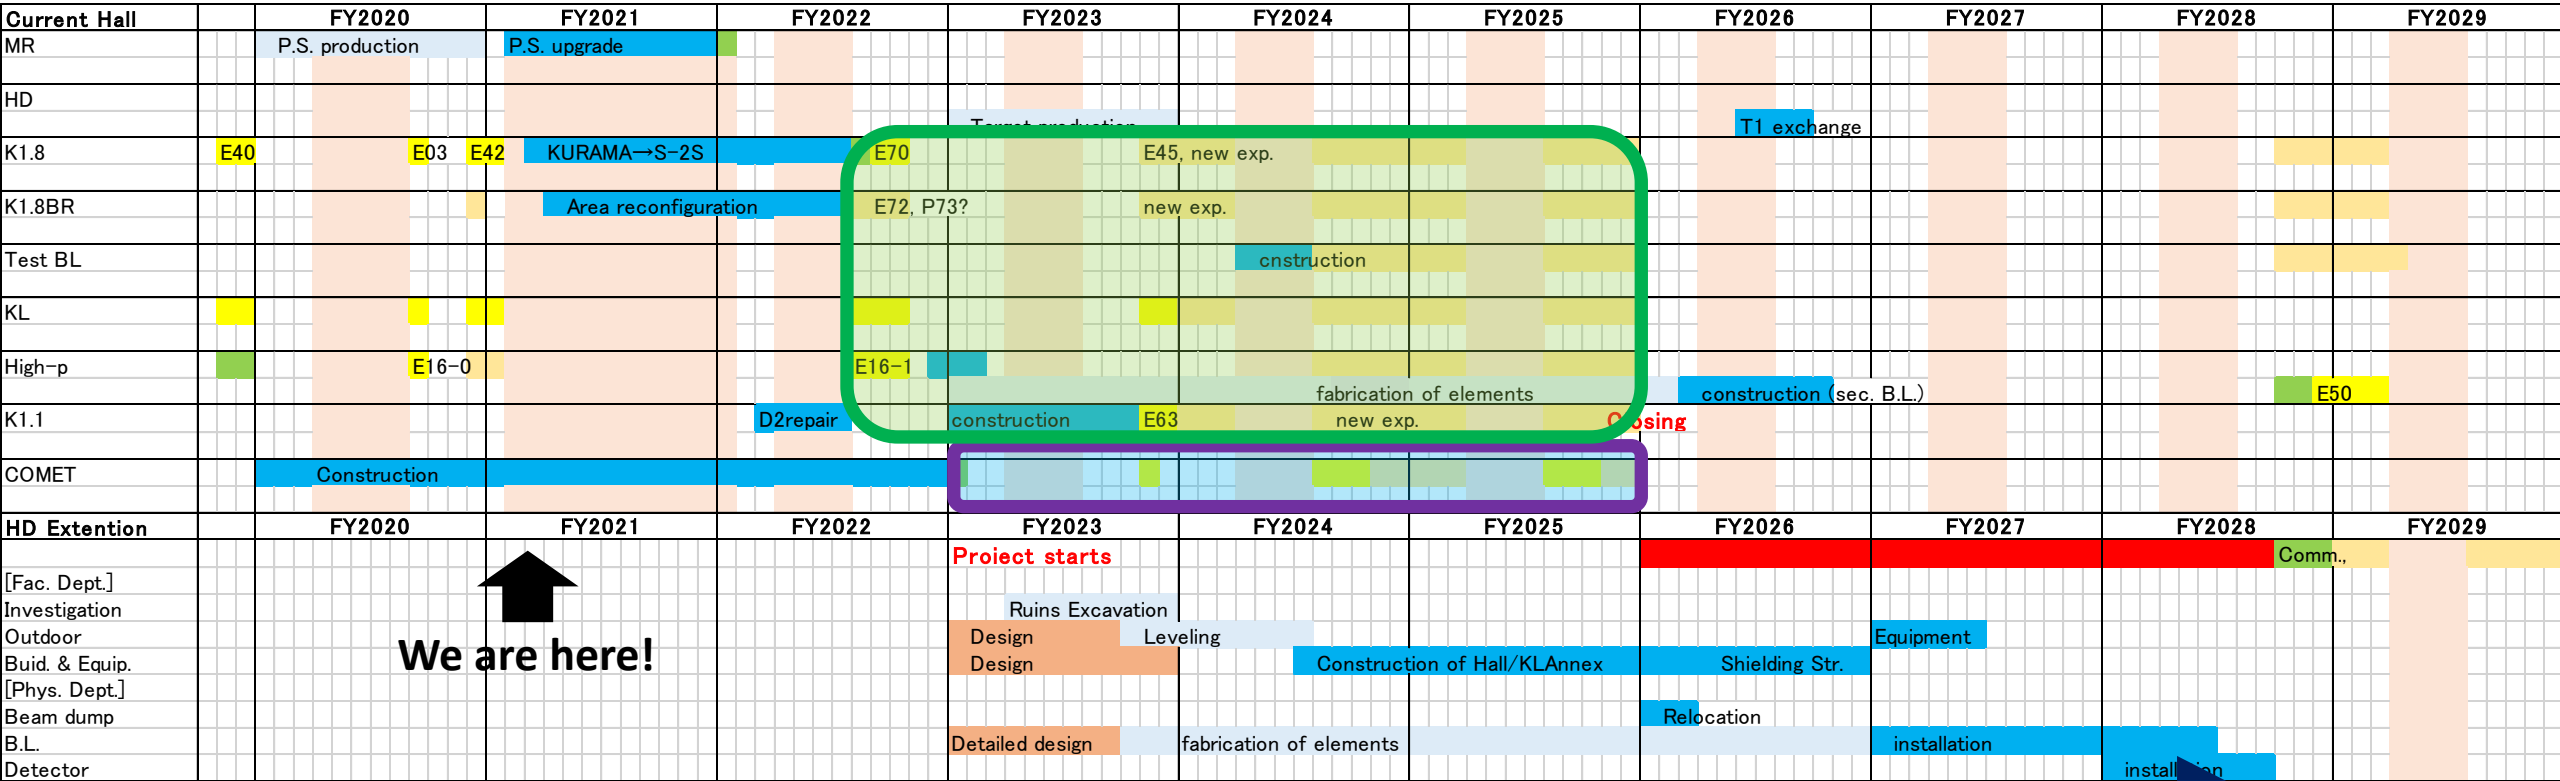 Current Hall FY2020 FY2021 FY2022 FY2023 FY2024 FY2025 FY2026 FY2027 FY2028 FY2029
MR P.S. production P.S. upgrade
HD
Target production T1 exchange
K1.8 E40 E03 E42 KURAMA→S-2S E70 E45, new exp.
K1.8BR Area reconfiguration E72, P73? new exp.
Test BL cnstruction
KL
High-p E16-0 E16-1
fabrication of elements construction (sec. B.L.) E50
K1.1 D2repair construction E63 new exp. Closing
COMET Construction
HD Extention FY2020 FY2021 FY2022 FY2023 FY2024 FY2025 FY2026 FY2027 FY2028 FY2029
Project starts Comm.,
[Fac. Dept.]
Investigation Ruins Excavation
Outdoor Design Leveling Equipment
We are here!
Buid. & Equip. Design Construction of Hall/KLAnnex Shielding Str.
[Phys. Dept.]
Beam dump Relocation
B.L. Detailed design fabrication of elements installation
Detector installation